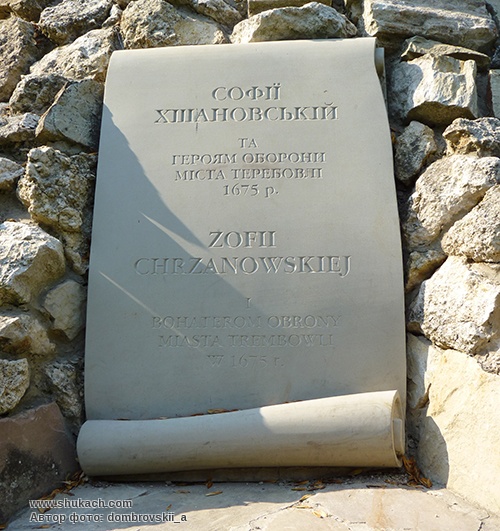 СОФІЇ
ХШАНОВСЬКІЙ
ТА
ГЕРОЯМ ОБОРОНИ
МІСТА ТЕРЕБОВЛІ
1675 р.
ZOFII
CHRZANOWSKIEJ
I
BOHATEROM OBRONY
MIASTA TREMBOWLI
W 1675 r.
www.shukach.com
Автор фото: dombrovskii_a